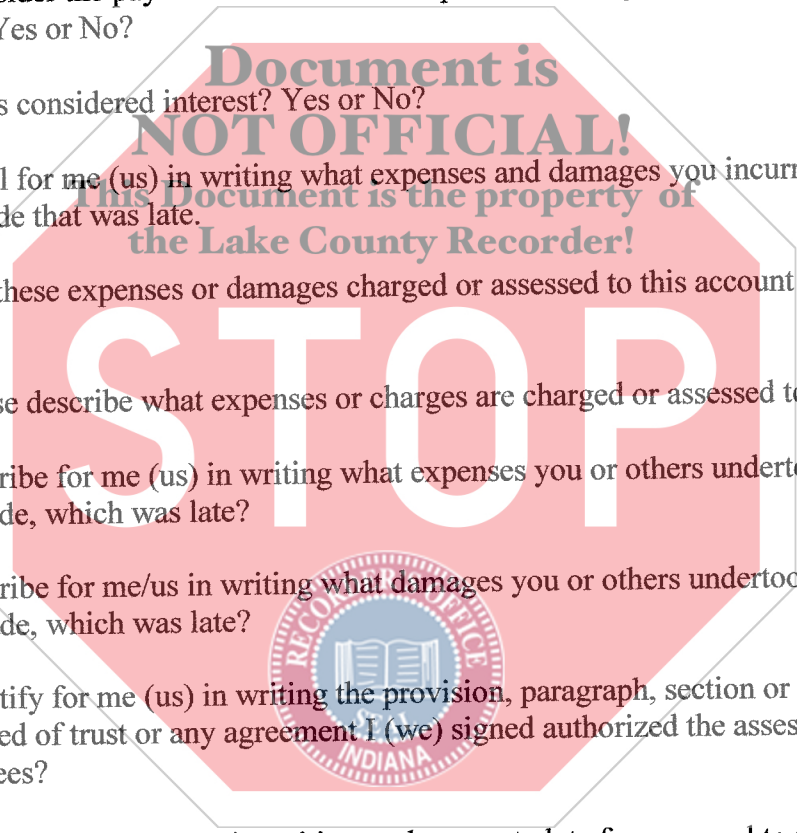 Yes or No?
Document is
s considered interest? Yes or No?
NOT OFFICIAL!
l for me (us) in writing what expenses and damages you incurr
This Document is the property of
de that was late.
the Lake County Recorder!
these expenses or damages charged or assessed to this account
STOP
se describe what expenses or charges are charged or assessed to
ribe for me (us) in writing what expenses you or others underto
de, which was late?
ribe for me/us in writing what damages you or others undertoo
de, which was late?
RECORDER'S OFFICE
SEAL
INDIANA
tify for me (us) in writing the provision, paragraph, section or
ed of trust or any agreement I (we) signed authorized the asses
ees?